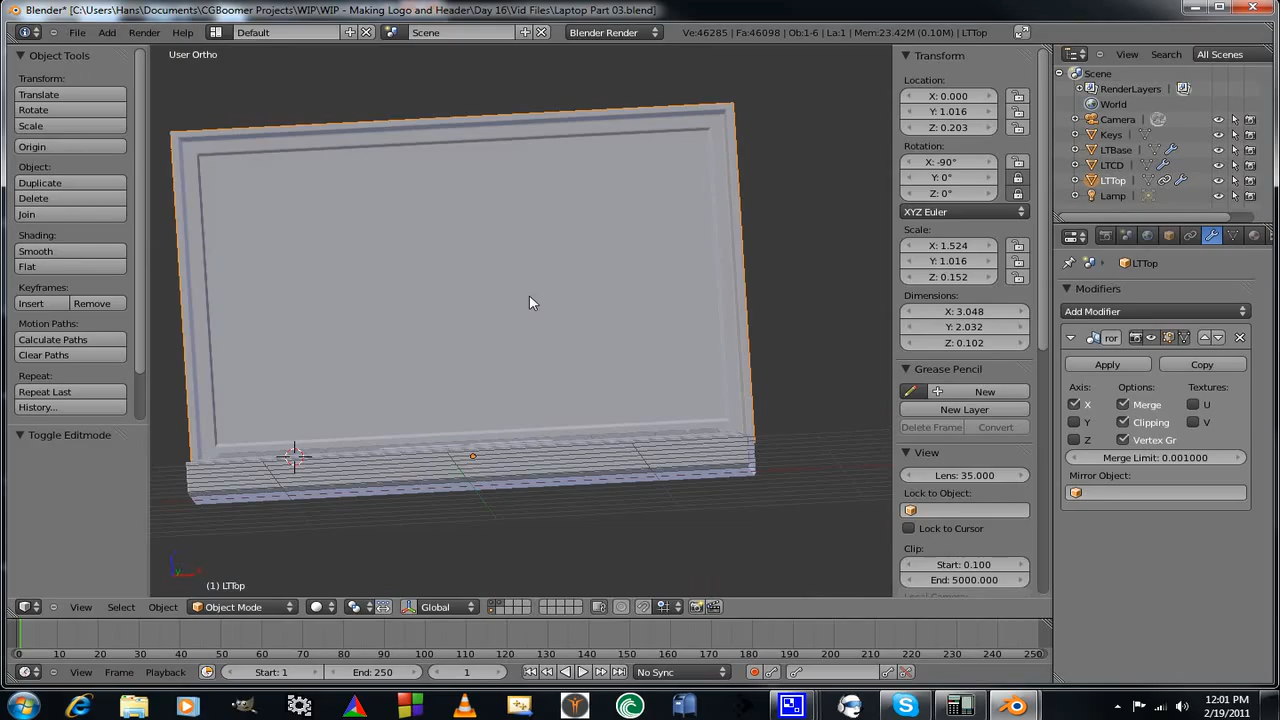 Blender* [C:\Users\Hans\Documents\CGBoomer Projects\WIP\WIP - Making Logo and Header\Day 16\Vid Files\Laptop Part 03.blend]
File Add Render Help Default Scene Blender Render Ve:46285 | Fa:46098 | Ob:1-6 | La:1 | Mem:23.42M (0.10M) | LTTop
Object Tools
Transform:
Translate
Rotate
Scale
Origin
Object:
Duplicate
Delete
Join
Shading:
Smooth
Flat
Keyframes:
Insert Remove
Motion Paths:
Calculate Paths
Clear Paths
Repeat:
Repeat Last
History...
Toggle Editmode
User Ortho
(1) LTTop
Transform
Location:
X: 0.000
Y: 1.016
Z: 0.203
Rotation:
X: -90°
Y: 0°
Z: 0°
XYZ Euler
Scale:
X: 1.524
Y: 1.016
Z: 0.152
Dimensions:
X: 3.048
Y: 2.032
Z: 0.102
Grease Pencil
New
New Layer
Delete Frame Convert
View
Lens: 35.000
Lock to Object:
Lock to Cursor
Clip:
Start: 0.100
End: 5000.000
View Search All Scenes
Scene
RenderLayers
World
Camera
Keys
LTBase
LTCD
LTTop
Lamp
LTTop
Modifiers
Add Modifier
ror
Apply Copy
Axis: Options: Textures:
X Merge U
Y Clipping V
Z Vertex Gr
Merge Limit: 0.001000
Mirror Object:
View Select Object Object Mode Global
0 10 20 30 40 50 60 70 80 90 100 110 120 130 140 150 160 170 180 190 200 210 220 230 240 250
View Frame Playback Start: 1 End: 250 1 No Sync
12:01 PM
2/19/2011